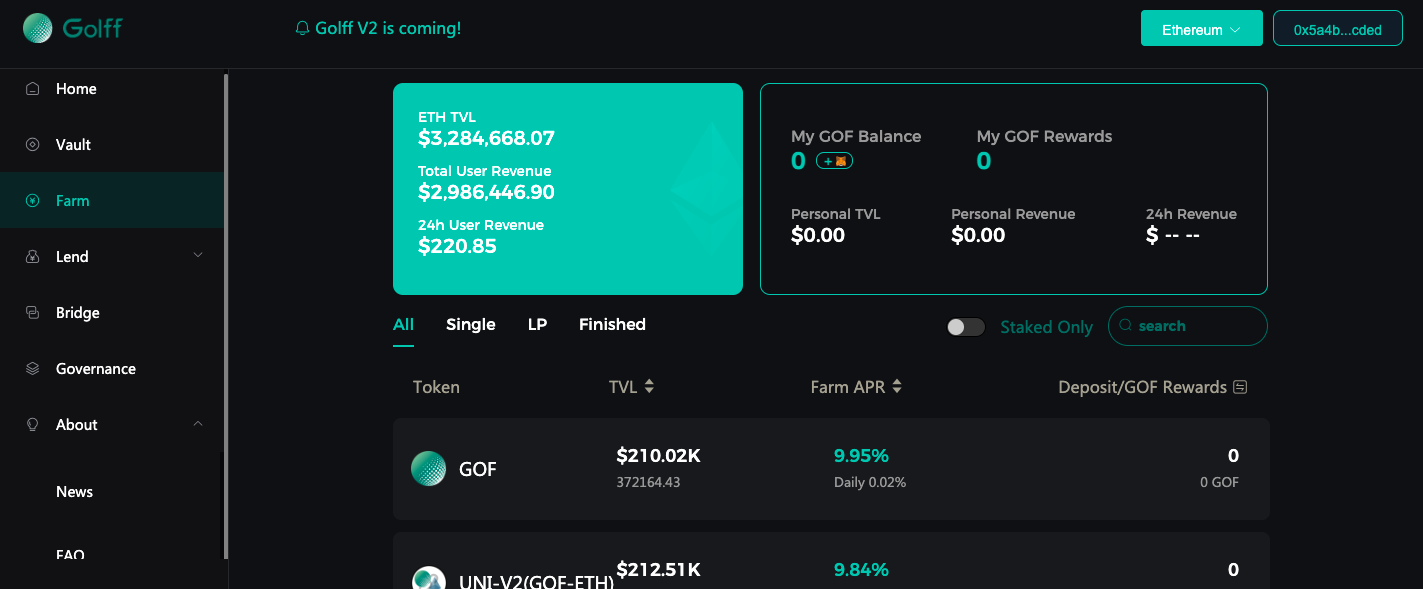 Golff
Golff V2 is coming!
Ethereum
0x5a4b...cded
Home
Vault
Farm
Lend
Bridge
Governance
About
News
FAQ
ETH TVL
$3,284,668.07
Total User Revenue
$2,986,446.90
24h User Revenue
$220.85
My GOF Balance
0 +
My GOF Rewards
0
Personal TVL
$0.00
Personal Revenue
$0.00
24h Revenue
$ -- --
All Single LP Finished
Staked Only
search
Token TVL Farm APR Deposit/GOF Rewards
GOF $210.02K 9.95% 0
372164.43 Daily 0.02% 0 GOF
UNI-V2(GOF-ETH) $212.51K 9.84% 0